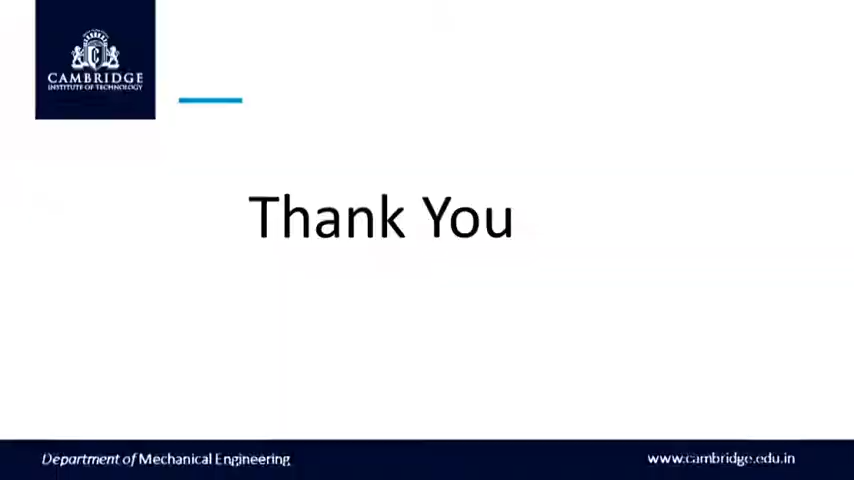 CAMBRIDGE
INSTITUTE OF TECHNOLOGY
Thank You
Department of Mechanical Engineering
www.cambridge.edu.in